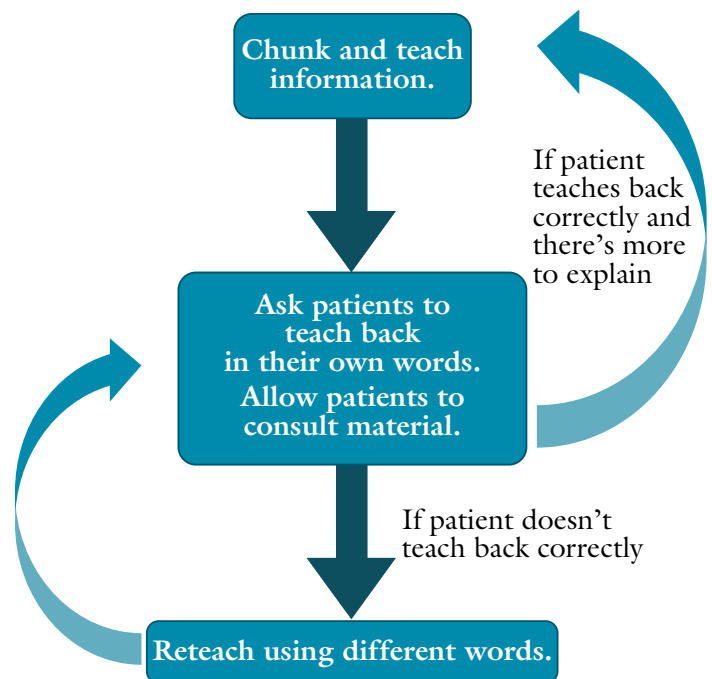 Chunk and teach
information.
If patient
teaches back
correctly and
there’s more
to explain
Ask patients to
teach back
in their own words.
Allow patients to
consult material.
If patient doesn’t
teach back correctly
Reteach using different words.